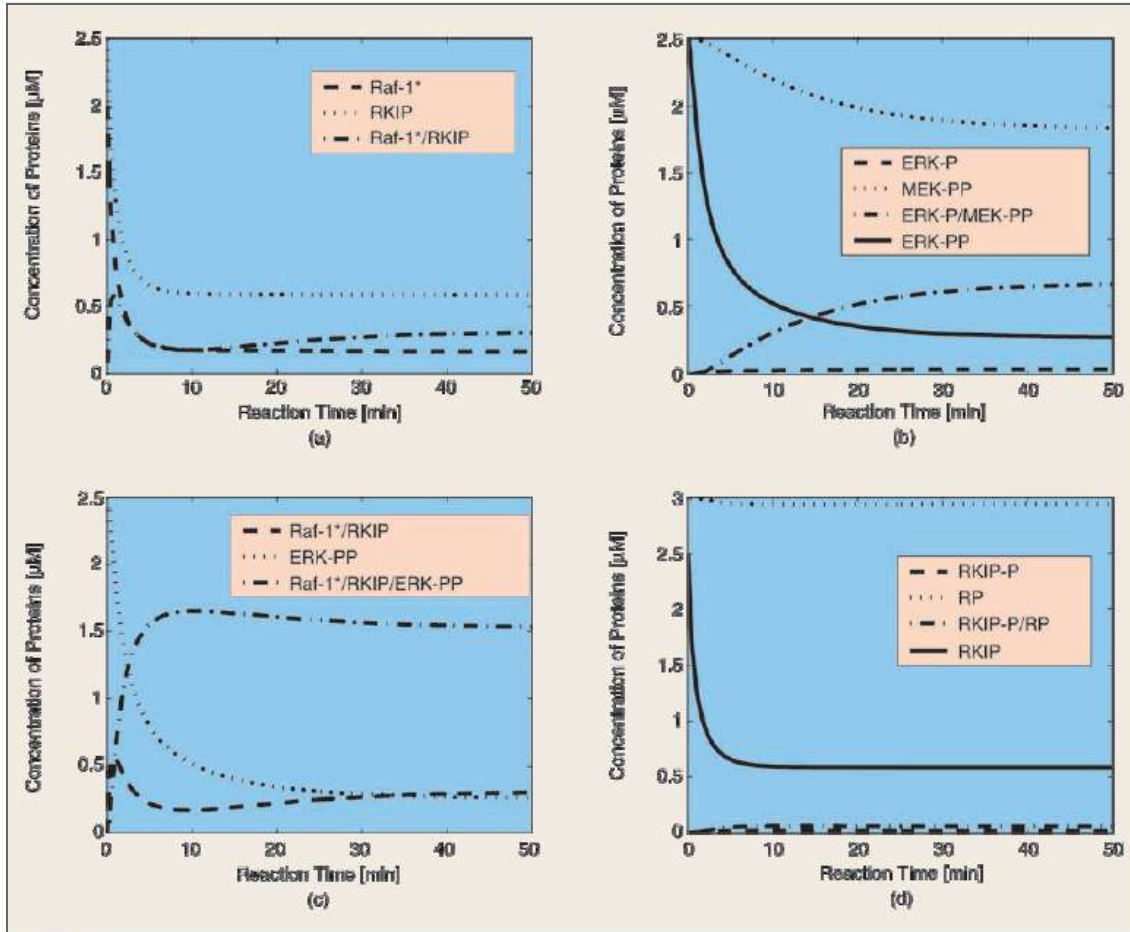 2.5
2
1.5
1
0.5
0
Concentration of Proteins [µM]
Raf-1*
RKIP
Raf-1*/RKIP
0 10 20 30 40 50
Reaction Time [min]
(a)
2.5
2
1.5
1
0.5
0
Concentration of Proteins [µM]
ERK-P
MEK-PP
ERK-P/MEK-PP
ERK-PP
0 10 20 30 40 50
Reaction Time [min]
(b)
2.5
2
1.5
1
0.5
0
Concentration of Proteins [µM]
Raf-1*/RKIP
ERK-PP
Raf-1*/RKIP/ERK-PP
0 10 20 30 40 50
Reaction Time [min]
(c)
3
2.5
2
1.5
1
0.5
0
Concentration of Proteins [µM]
RKIP-P
RP
RKIP-P/RP
RKIP
0 10 20 30 40 50
Reaction Time [min]
(d)